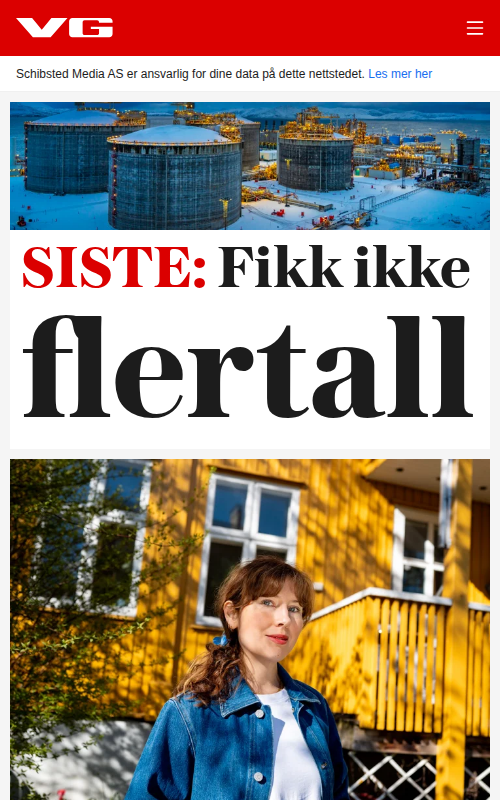 VG
Schibsted Media AS er ansvarlig for dine data på dette nettstedet. Les mer her
SISTE: Fikk ikke
flertall